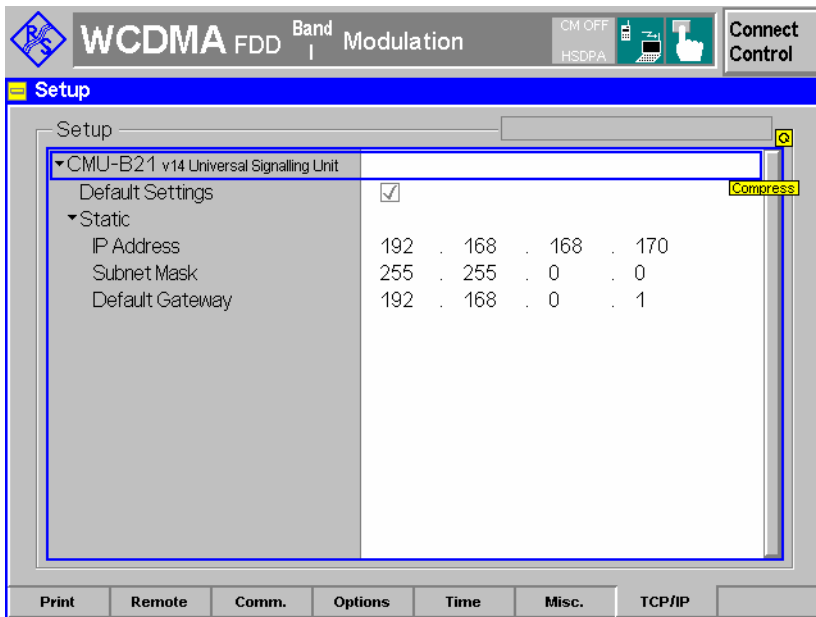 R&S WCDMA FDD Band I Modulation CM OFF HSDPA Connect Control
Setup
Setup
CMU-B21 v14 Universal Signalling Unit
Compress
Default Settings
Static
IP Address 192 . 168 . 168 . 170
Subnet Mask 255 . 255 . 0 . 0
Default Gateway 192 . 168 . 0 . 1
Print Remote Comm. Options Time Misc. TCP/IP